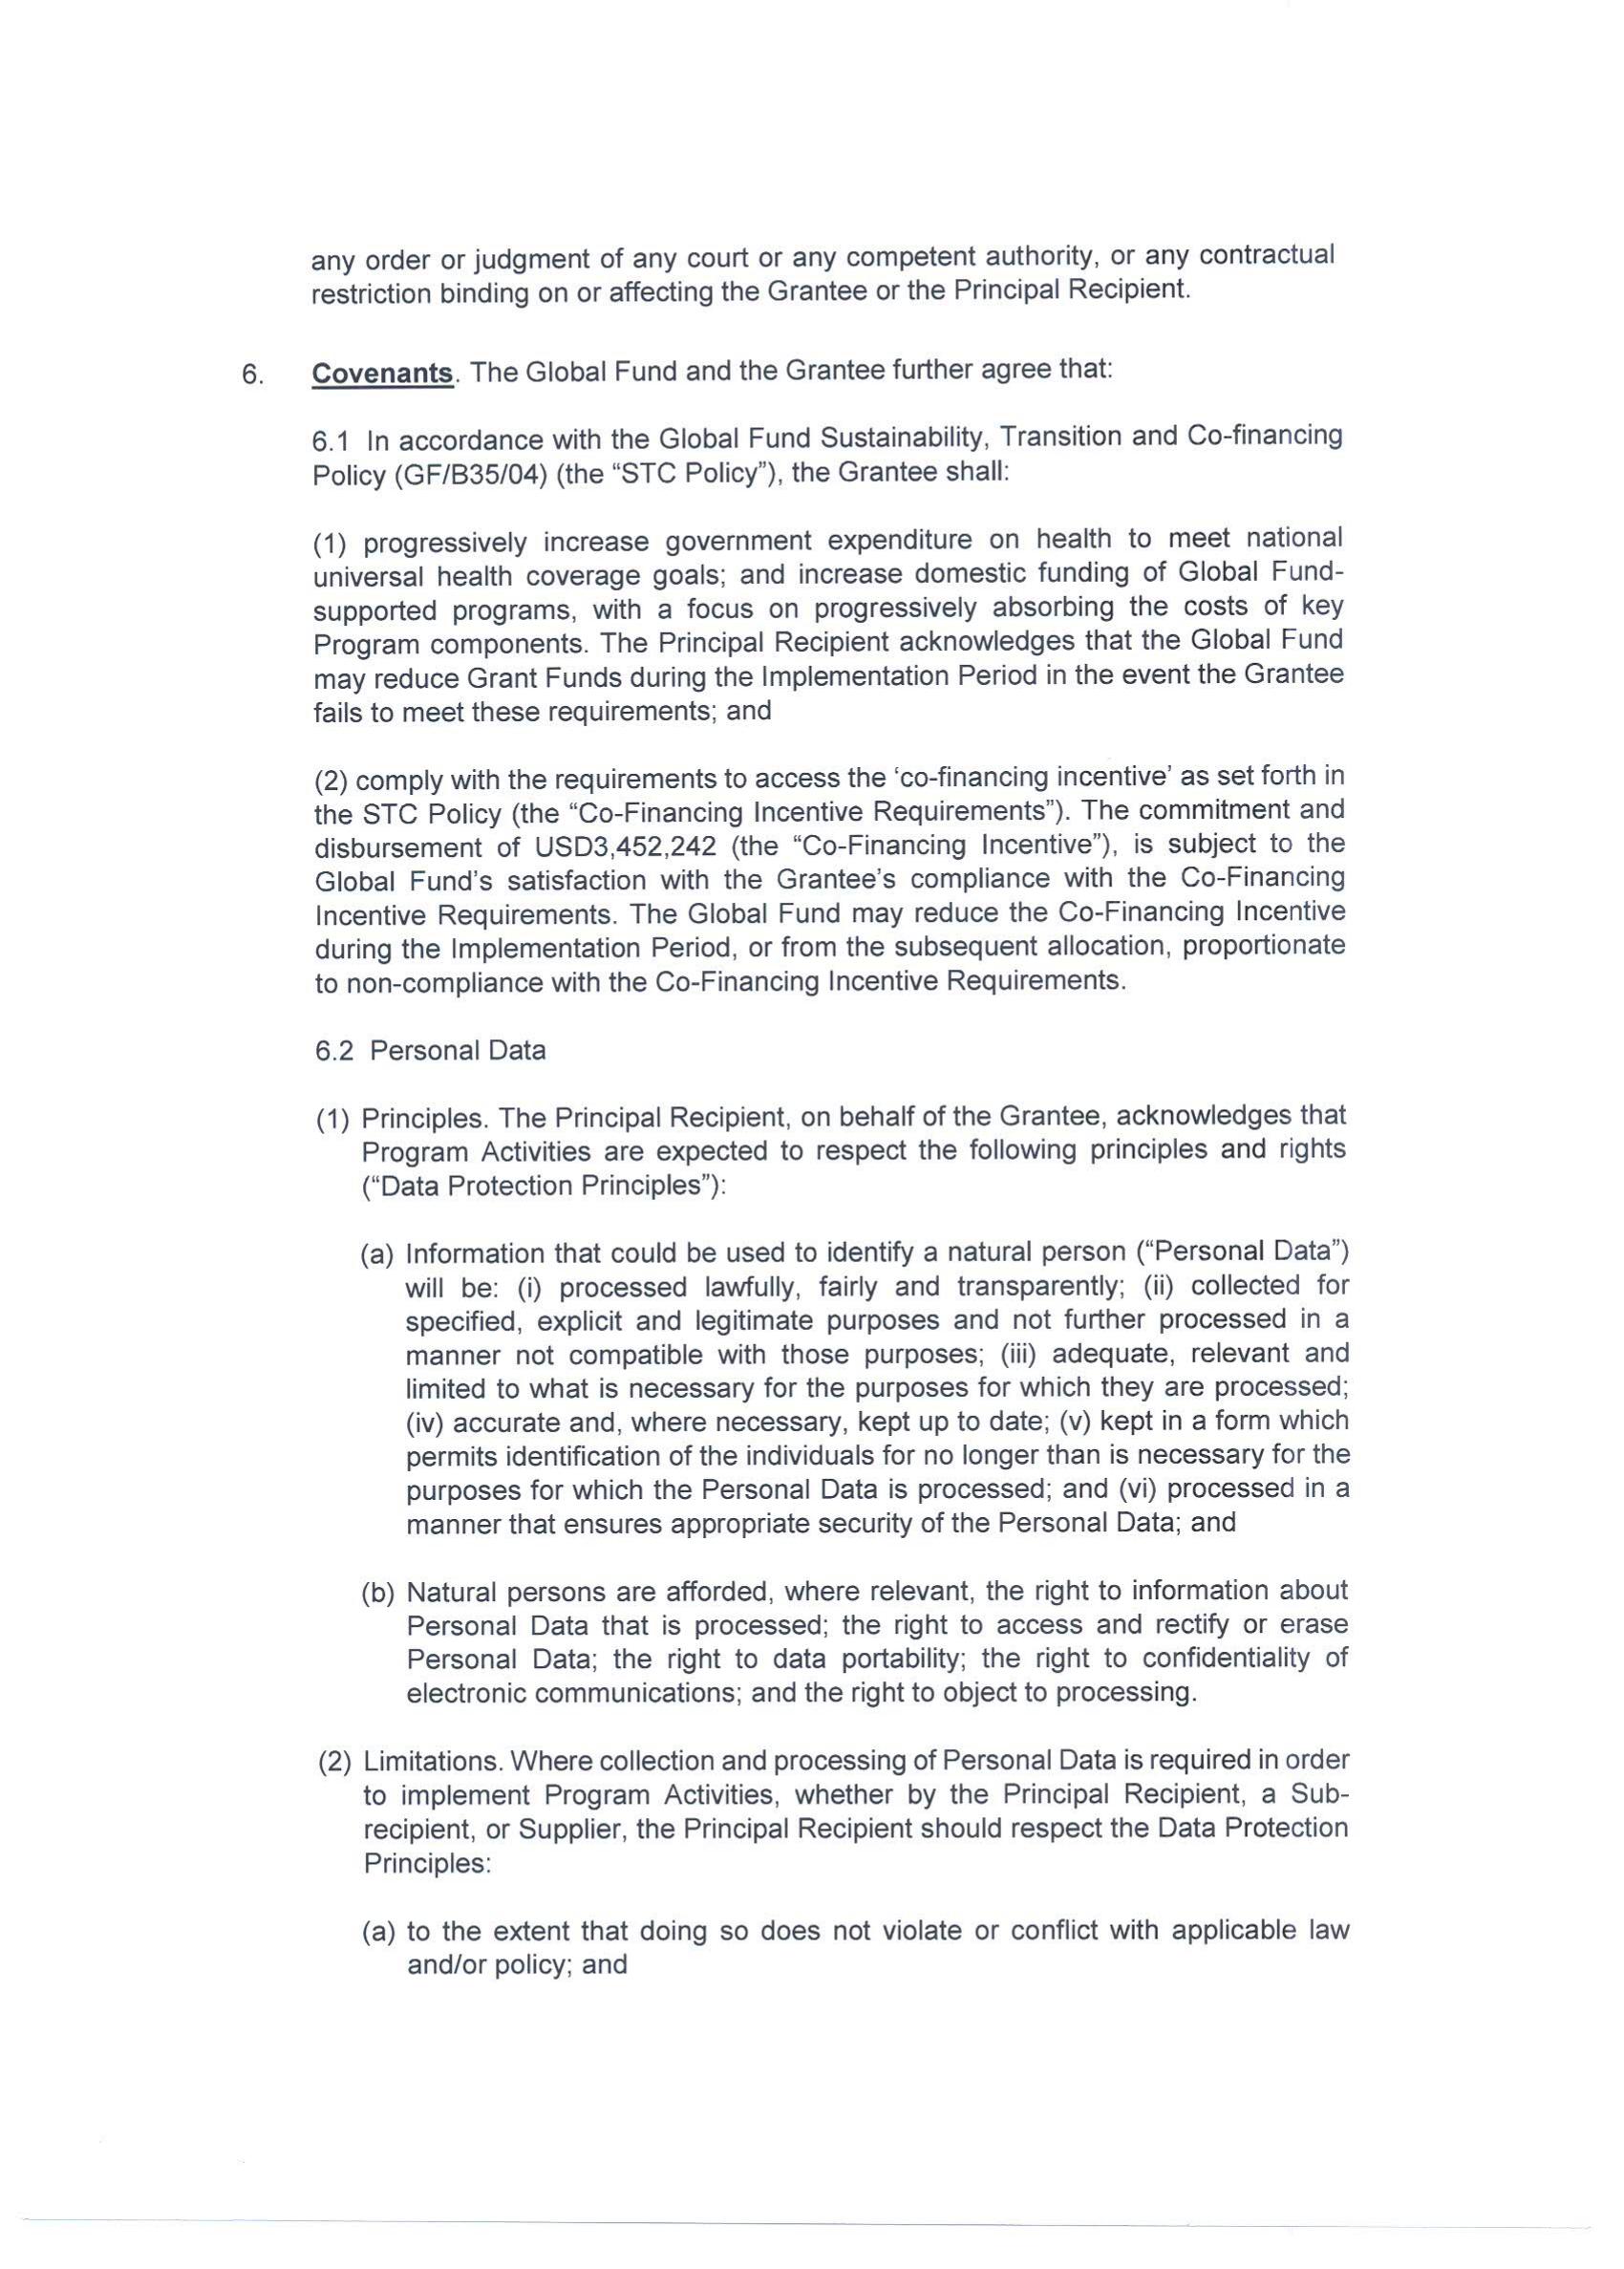 any order or judgment of any court or any competent authority, or any contractual
restriction binding on or affecting the Grantee or the Principal Recipient.
6. Covenants. The Global Fund and the Grantee further agree that:
6.1 In accordance with the Global Fund Sustainability, Transition and Co-financing
Policy (GF/B35/04) (the “STC Policy”), the Grantee shall:
(1) progressively increase government expenditure on health to meet national
universal health coverage goals; and increase domestic funding of Global Fund-
supported programs, with a focus on progressively absorbing the costs of key
Program components. The Principal Recipient acknowledges that the Global Fund
may reduce Grant Funds during the Implementation Period in the event the Grantee
fails to meet these requirements; and
(2) comply with the requirements to access the ‘co-financing incentive’ as set forth in
the STC Policy (the “Co-Financing Incentive Requirements”). The commitment and
disbursement of USD3,452,242 (the “Co-Financing Incentive”), is subject to the
Global Fund’s satisfaction with the Grantee’s compliance with the Co-Financing
Incentive Requirements. The Global Fund may reduce the Co-Financing Incentive
during the Implementation Period, or from the subsequent allocation, proportionate
to non-compliance with the Co-Financing Incentive Requirements.
6.2 Personal Data
(1) Principles. The Principal Recipient, on behalf of the Grantee, acknowledges that
Program Activities are expected to respect the following principles and rights
(“Data Protection Principles”):
(a) Information that could be used to identify a natural person (“Personal Data”)
will be: (i) processed lawfully, fairly and transparently; (ii) collected for
specified, explicit and legitimate purposes and not further processed in a
manner not compatible with those purposes; (iii) adequate, relevant and
limited to what is necessary for the purposes for which they are processed;
(iv) accurate and, where necessary, kept up to date; (v) kept in a form which
permits identification of the individuals for no longer than is necessary for the
purposes for which the Personal Data is processed; and (vi) processed in a
manner that ensures appropriate security of the Personal Data; and
(b) Natural persons are afforded, where relevant, the right to information about
Personal Data that is processed; the right to access and rectify or erase
Personal Data; the right to data portability; the right to confidentiality of
electronic communications; and the right to object to processing.
(2) Limitations. Where collection and processing of Personal Data is required in order
to implement Program Activities, whether by the Principal Recipient, a Sub-
recipient, or Supplier, the Principal Recipient should respect the Data Protection
Principles:
(a) to the extent that doing so does not violate or conflict with applicable law
and/or policy; and